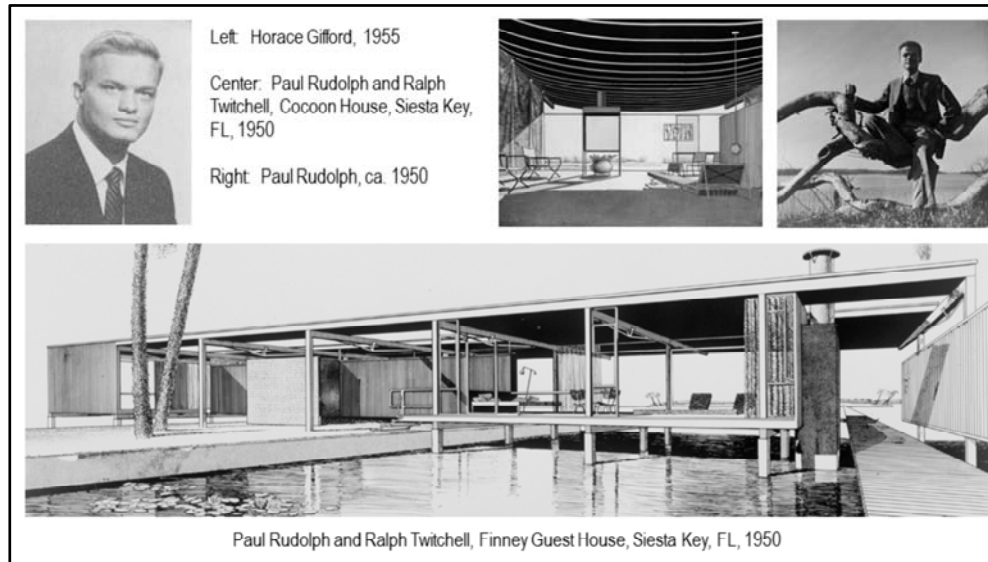 Left: Horace Gifford, 1955
Center: Paul Rudolph and Ralph
Twitchell, Cocoon House, Siesta Key,
FL, 1950
Right: Paul Rudolph, ca. 1950
Paul Rudolph and Ralph Twitchell, Finney Guest House, Siesta Key, FL, 1950